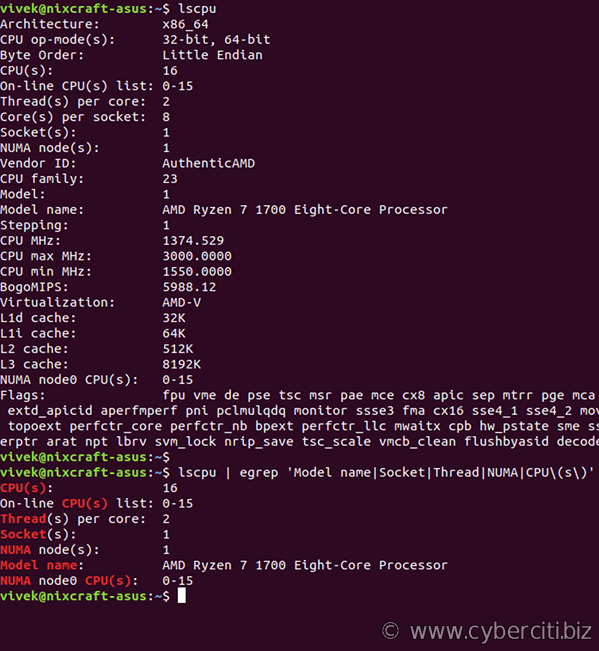 vivek@nixcraft-asus:~$ lscpu
Architecture: x86_64
CPU op-mode(s): 32-bit, 64-bit
Byte Order: Little Endian
CPU(s): 16
On-line CPU(s) list: 0-15
Thread(s) per core: 2
Core(s) per socket: 8
Socket(s): 1
NUMA node(s): 1
Vendor ID: AuthenticAMD
CPU family: 23
Model: 1
Model name: AMD Ryzen 7 1700 Eight-Core Processor
Stepping: 1
CPU MHz: 1374.529
CPU max MHz: 3000.0000
CPU min MHz: 1550.0000
BogoMIPS: 5988.12
Virtualization: AMD-V
L1d cache: 32K
L1i cache: 64K
L2 cache: 512K
L3 cache: 8192K
NUMA node0 CPU(s): 0-15
Flags: fpu vme de pse tsc msr pae mce cx8 apic sep mtrr pge mca
extd_apicid aperfmperf pni pclmulqdq monitor ssse3 fma cx16 sse4_1 sse4_2 mov
topoext perfctr_core perfctr_nb bpext perfctr_llc mwaitx cpb hw_pstate sme ss
erptr arat npt lbrv svm_lock nrip_save tsc_scale vmcb_clean flushbyasid decode
vivek@nixcraft-asus:~$
vivek@nixcraft-asus:~$ lscpu | egrep 'Model name|Socket|Thread|NUMA|CPU\(s\)'
CPU(s): 16
On-line CPU(s) list: 0-15
Thread(s) per core: 2
Socket(s): 1
NUMA node(s): 1
Model name: AMD Ryzen 7 1700 Eight-Core Processor
NUMA node0 CPU(s): 0-15
vivek@nixcraft-asus:~$
© www.cyberciti.biz